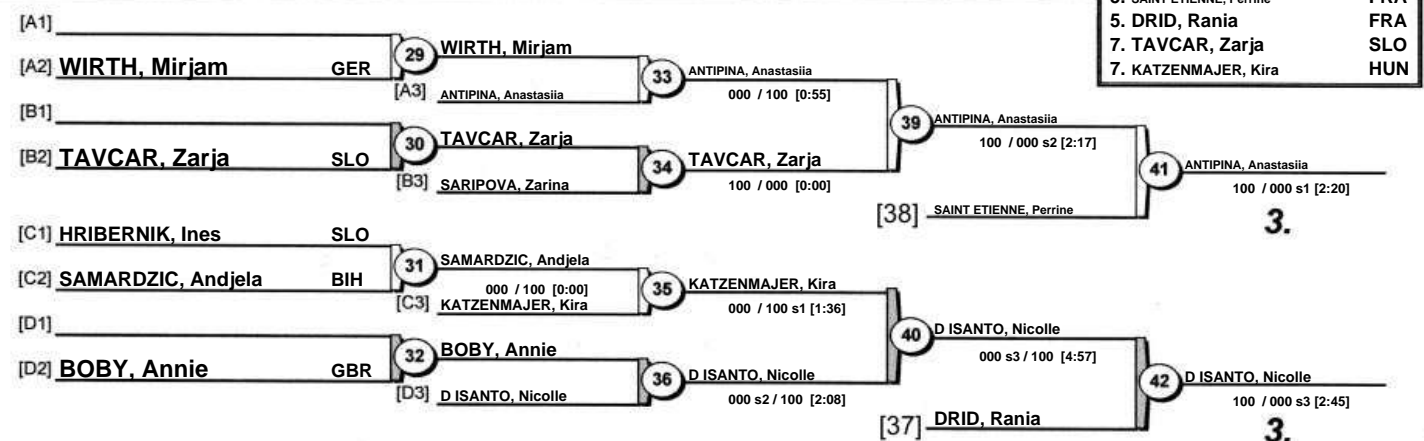 5. SAINT ETIENNE, Perrine FRA
5. DRID, Rania FRA
7. TAVCAR, Zarja SLO
7. KATZENMAJER, Kira HUN
[A1]
[A2] WIRTH, Mirjam GER
29
WIRTH, Mirjam
[A3] ANTIPINA, Anastasiia
33
ANTIPINA, Anastasiia
000 / 100 [0:55]
[B1]
[B2] TAVCAR, Zarja SLO
30
TAVCAR, Zarja
[B3] SARIPOVA, Zarina
34
TAVCAR, Zarja
100 / 000 [0:00]
39
ANTIPINA, Anastasiia
100 / 000 s2 [2:17]
[38] SAINT ETIENNE, Perrine
41
ANTIPINA, Anastasiia
100 / 000 s1 [2:20]
3.
[C1] HRIBERNIK, Ines SLO
[C2] SAMARDZIC, Andjela BIH
31
SAMARDZIC, Andjela
000 / 100 [0:00]
[C3] KATZENMAJER, Kira
35
KATZENMAJER, Kira
000 / 100 s1 [1:36]
[D1]
[D2] BOBY, Annie GBR
32
BOBY, Annie
[D3] D ISANTO, Nicolle
36
D ISANTO, Nicolle
000 s2 / 100 [2:08]
40
D ISANTO, Nicolle
000 s3 / 100 [4:57]
[37] DRID, Rania
42
D ISANTO, Nicolle
100 / 000 s3 [2:45]
3.